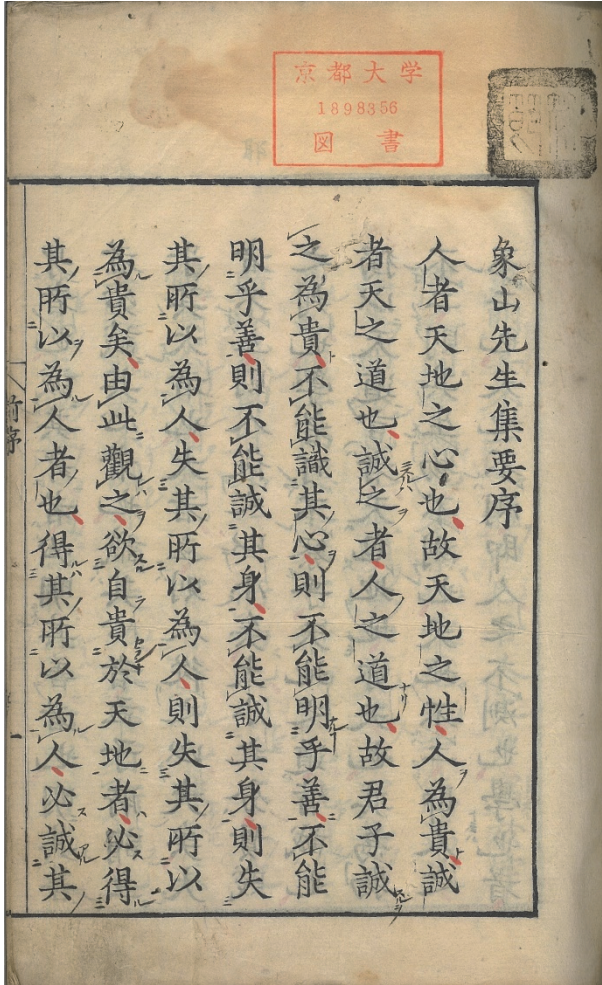 京都大学
1898356
図書
象山先生集要序
人者天地之心也故天地之性人為貴誠
者天之道也誠之者人之道也故君子誠
之為貴不能識其心則不能明乎善不能
明乎善則不能誠其身不能誠其身則失
其所以為人失其所以為人則失其所以
為貴矣由此觀之欲自貴於天地者必得
其所以為人者也得其所以為人必誠其
前序
一